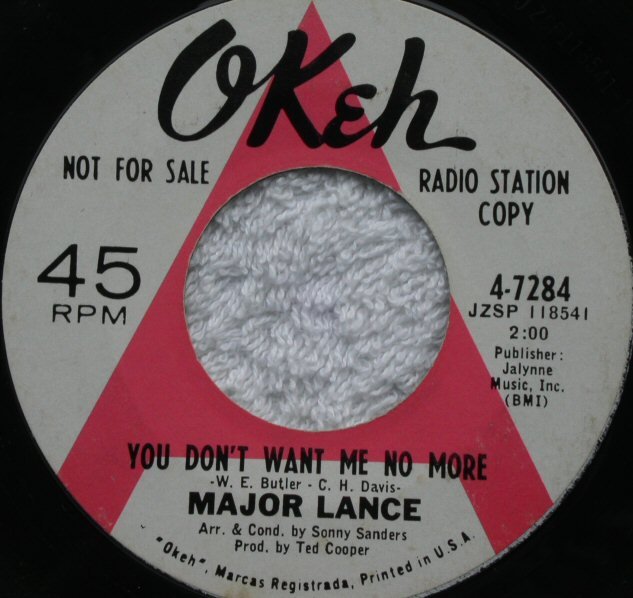 OKeh
NOT FOR SALE
RADIO STATION
COPY
45
RPM
4-7284
JZSP 118541
2:00
Publisher:
Jalynne
Music, Inc.
(BMI)
YOU DON'T WANT ME NO MORE
-W. E. Butler - C. H. Davis-
MAJOR LANCE
Arr. & Cond. by Sonny Sanders
Prod. by Ted Cooper
"Okeh", Marcas Registrada, Printed in U.S.A.